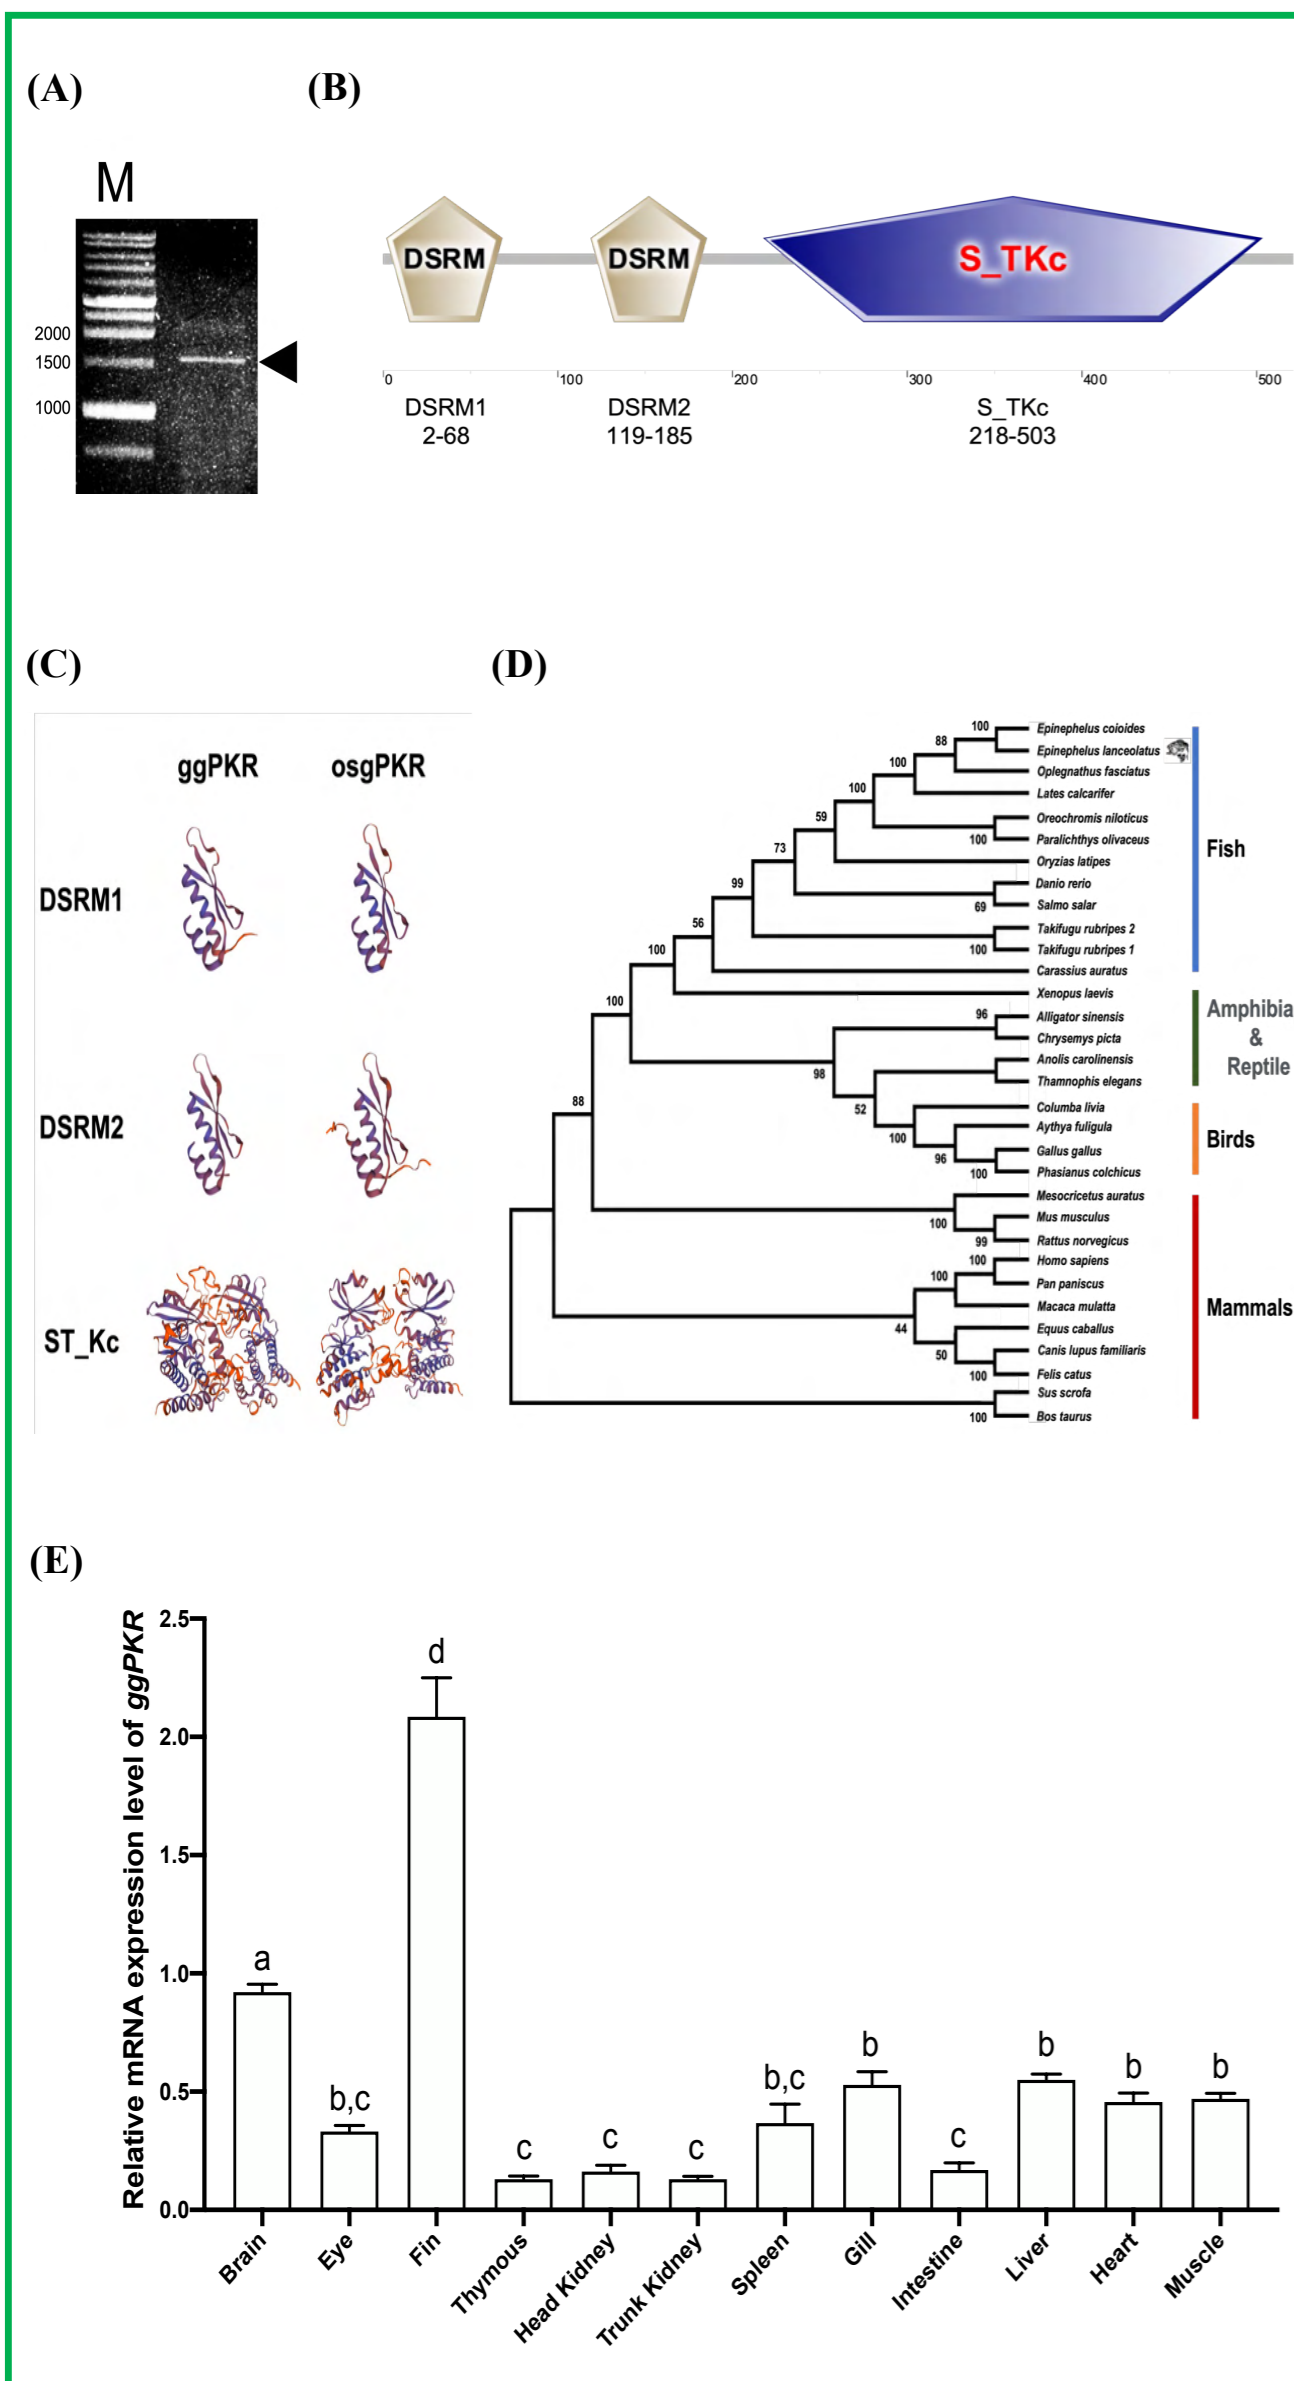 (A)
(B)
M
2000
1500
1000
DSRM
DSRM
S_TKc
0
100
200
300
400
500
DSRM1
2-68
DSRM2
119-185
S_TKc
218-503
(C)
(D)
ggPKR
osgPKR
DSRM1
DSRM2
ST_Kc
100
88
100
100
59
100
73
99
69
56
100
100
100
96
98
52
100
96
100
88
100
99
100
100
44
50
100
100
Epinephelus coioides
Epinephelus lanceolatus
Oplegnathus fasciatus
Lates calcarifer
Oreochromis niloticus
Paralichthys olivaceus
Oryzias latipes
Danio rerio
Salmo salar
Takifugu rubripes 2
Takifugu rubripes 1
Carassius auratus
Xenopus laevis
Alligator sinensis
Chrysemys picta
Anolis carolinensis
Thamnophis elegans
Columba livia
Aythya fuligula
Gallus gallus
Phasianus colchicus
Mesocricetus auratus
Mus musculus
Rattus norvegicus
Homo sapiens
Pan paniscus
Macaca mulatta
Equus caballus
Canis lupus familiaris
Felis catus
Sus scrofa
Bos taurus
Fish
Amphibia
&
Reptile
Birds
Mammals
(E)
Relative mRNA expression level of ggPKR
2.5
2.0
1.5
1.0
0.5
0.0
a
b,c
d
c
c
c
b,c
b
c
b
b
b
Brain
Eye
Fin
Thymous
Head Kidney
Trunk Kidney
Spleen
Gill
Intestine
Liver
Heart
Muscle